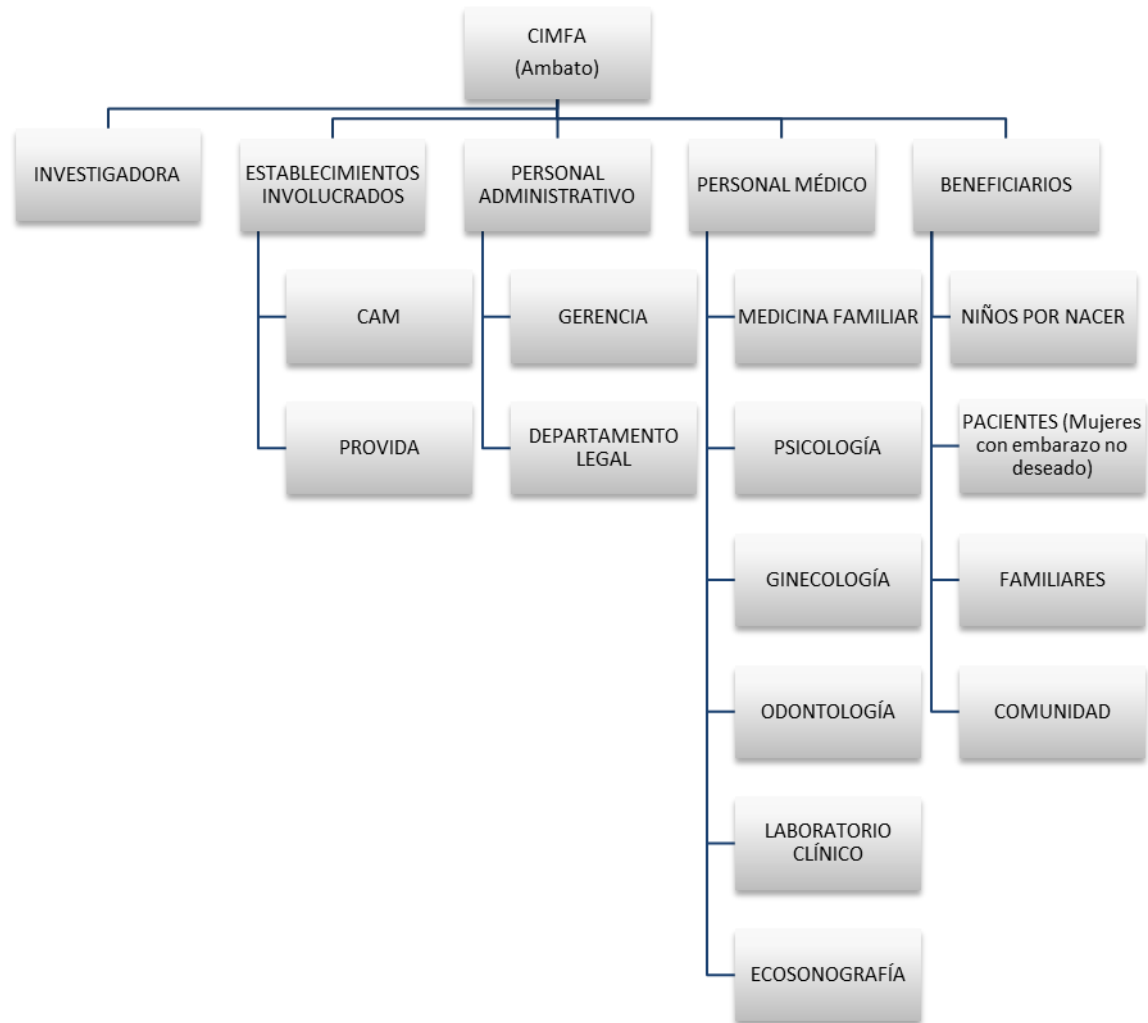 CIMFA
(Ambato)
INVESTIGADORA
ESTABLECIMIENTOS
INVOLUCRADOS
PERSONAL
ADMINISTRATIVO
PERSONAL MÉDICO
BENEFICIARIOS
CAM
PROVIDA
GERENCIA
DEPARTAMENTO
LEGAL
MEDICINA FAMILIAR
PSICOLOGÍA
GINECOLOGÍA
ODONTOLOGÍA
LABORATORIO
CLÍNICO
ECOSONOGRAFÍA
NIÑOS POR NACER
PACIENTES (Mujeres
con embarazo no
deseado)
FAMILIARES
COMUNIDAD